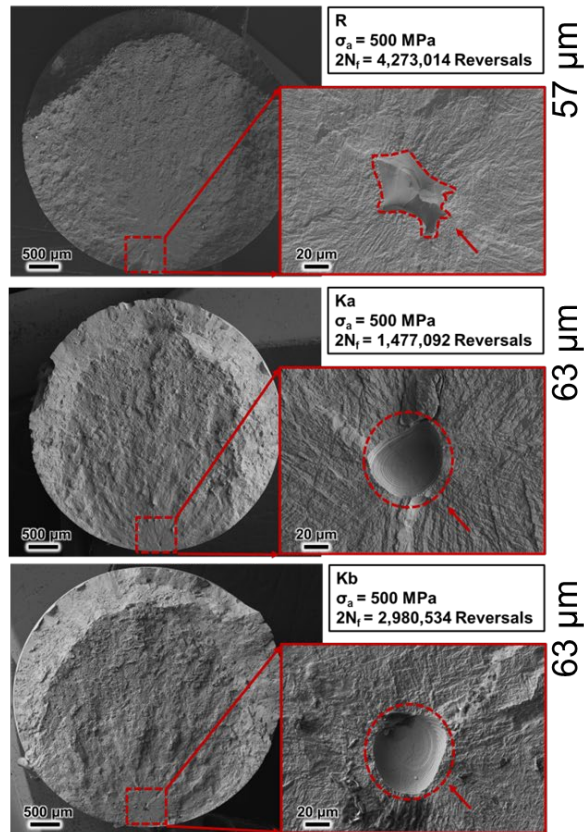 R
σₐ = 500 MPa
2Nf = 4,273,014 Reversals
57 µm
500 µm
20 µm
Ka
σₐ = 500 MPa
2Nf = 1,477,092 Reversals
63 µm
500 µm
20 µm
Kb
σₐ = 500 MPa
2Nf = 2,980,534 Reversals
63 µm
500 µm
20 µm